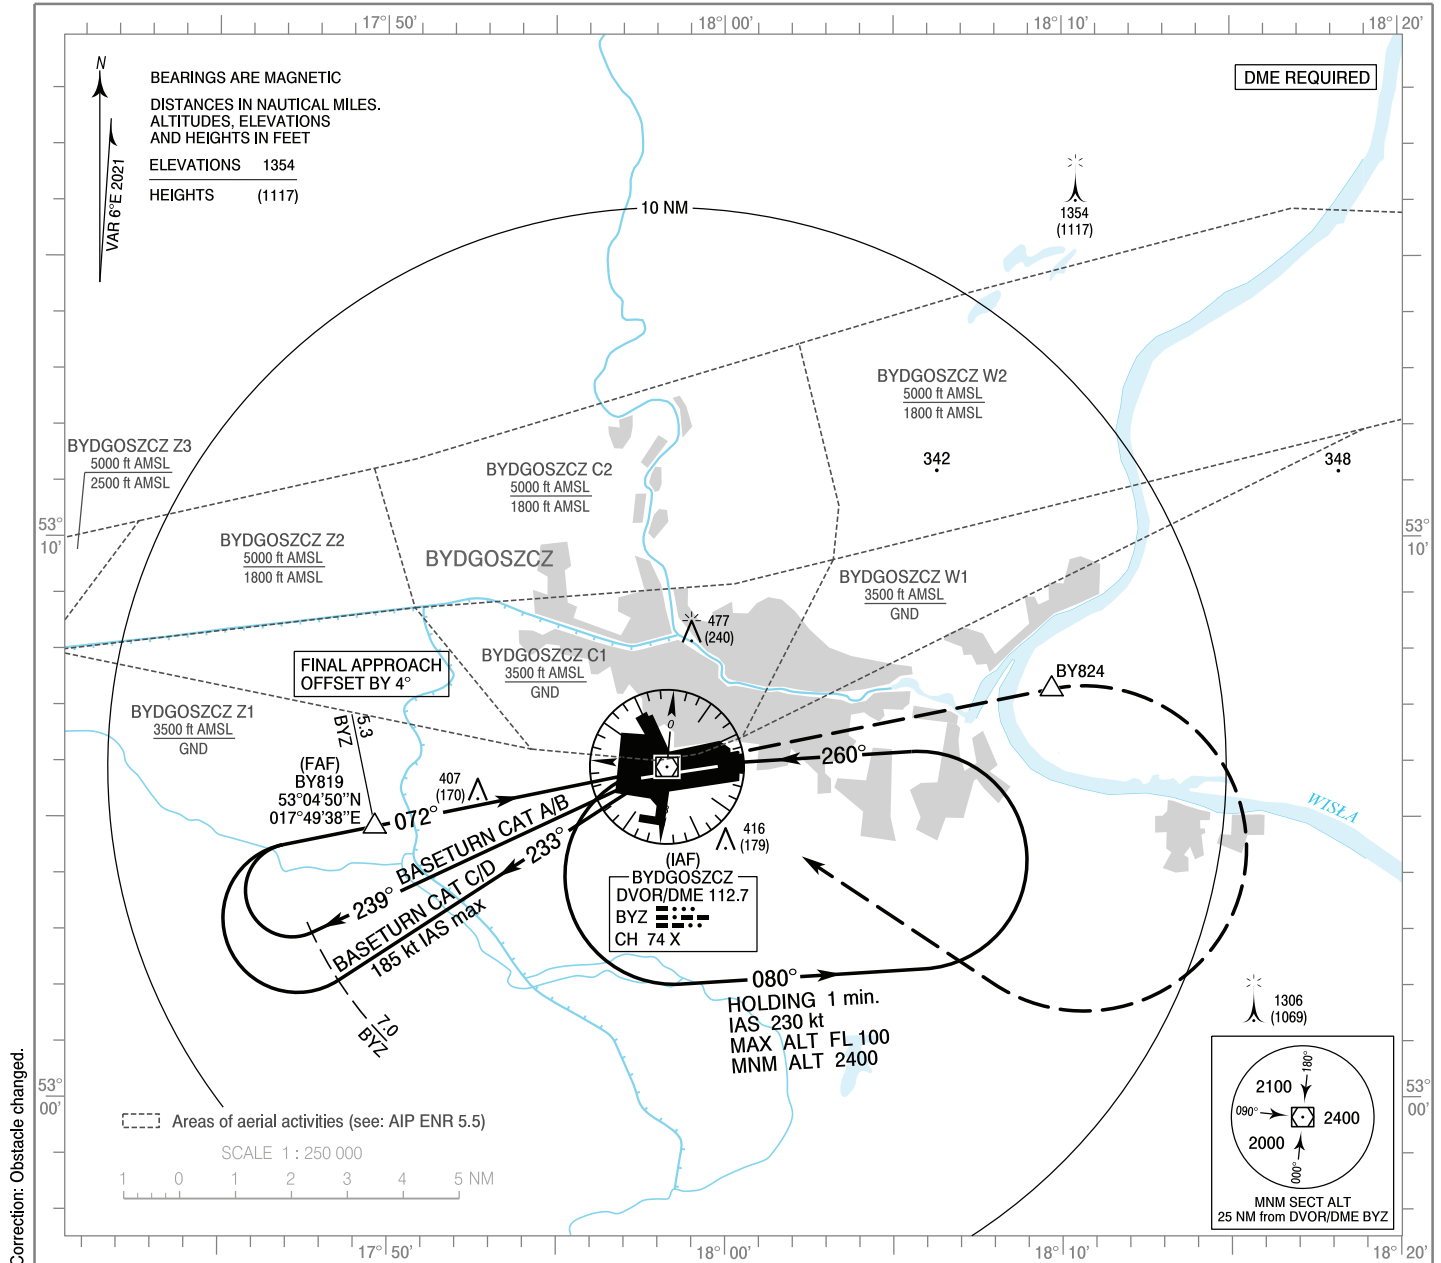 17° 50'
18° 00'
18° 10'
18° 20'
N
VAR 6°E 2021
BEARINGS ARE MAGNETIC
DISTANCES IN NAUTICAL MILES.
ALTITUDES, ELEVATIONS
AND HEIGHTS IN FEET
ELEVATIONS 1354
HEIGHTS (1117)
DME REQUIRED
10 NM
1354
(1117)
BYDGOSZCZ W2
5000 ft AMSL
1800 ft AMSL
342
348
BYDGOSZCZ Z3
5000 ft AMSL
2500 ft AMSL
BYDGOSZCZ C2
5000 ft AMSL
1800 ft AMSL
53°
10'
53°
10'
BYDGOSZCZ Z2
5000 ft AMSL
1800 ft AMSL
BYDGOSZCZ
BYDGOSZCZ W1
3500 ft AMSL
GND
477
(240)
FINAL APPROACH
OFFSET BY 4°
BYDGOSZCZ C1
3500 ft AMSL
GND
BY824
BYDGOSZCZ Z1
3500 ft AMSL
GND
5.3
BYZ
0
(FAF)
BY819
53°04'50"N
017°49'38"E
407
(170)
260°
072°
BASETURN CAT A/B
239°
233°
BASETURN CAT C/D
185 kt IAS max
416
(179)
WISŁA
(IAF)
BYDGOSZCZ
DVOR/DME 112.7
BYZ
CH 74 X
7.0
BYZ
080°
HOLDING 1 min.
IAS 230 kt
MAX ALT FL 100
MNM ALT 2400
1306
(1069)
53°
00'
53°
00'
180°
2100
090°
2400
2000
000°
MNM SECT ALT
25 NM from DVOR/DME BYZ
Areas of aerial activities (see: AIP ENR 5.5)
SCALE 1 : 250 000
1 0 1 2 3 4 5 NM
17° 50'
18° 00'
18° 10'
18° 20'
Correction: Obstacle changed.